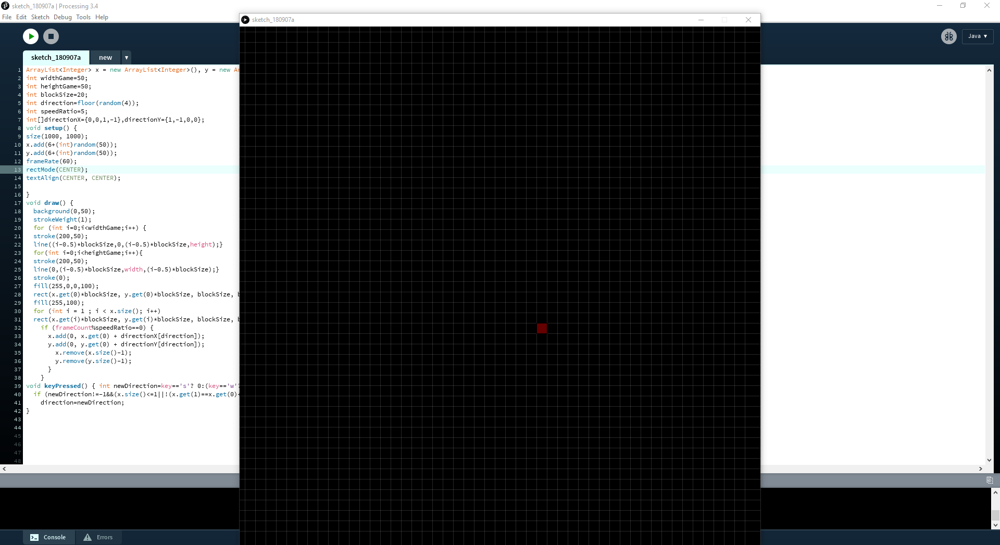 sketch_180907a | Processing 3.4
File Edit Sketch Debug Tools Help
sketch_180907a
Java ▾
sketch_180907a new ▾
1 ArrayList<Integer> x = new ArrayList<Integer>(), y = new Ar
2 int widthGame=50;
3 int heightGame=50;
4 int blockSize=20;
5 int direction=floor(random(4));
6 int speedRatio=5;
7 int[]directionX={0,0,1,-1},directionY={1,-1,0,0};
8 void setup() {
9 size(1000, 1000);
10 x.add(6+(int)random(50));
11 y.add(6+(int)random(50));
12 frameRate(60);
13 rectMode(CENTER);
14 textAlign(CENTER, CENTER);
15
16 }
17 void draw() {
18 background(0,50);
19 strokeWeight(1);
20 for (int i=0;i<widthGame;i++) {
21 stroke(200,50);
22 line((i-0.5)*blockSize,0,(i-0.5)*blockSize,height);}
23 for(int i=0;i<heightGame;i++){
24 stroke(200,50);
25 line(0,(i-0.5)*blockSize,width,(i-0.5)*blockSize);}
26 stroke(0);
27 fill(255,0,0,100);
28 rect(x.get(0)*blockSize, y.get(0)*blockSize, blockSize, b
29 fill(255,100);
30 for (int i = 1 ; i < x.size(); i++)
31 rect(x.get(i)*blockSize, y.get(i)*blockSize, blockSize, b
32 if (frameCount%speedRatio==0) {
33 x.add(0, x.get(0) + directionX[direction]);
34 y.add(0, y.get(0) + directionY[direction]);
35 x.remove(x.size()-1);
36 y.remove(y.size()-1);
37 }
38 }
39 void keyPressed() { int newDirection=key=='s'? 0:(key=='w'?
40 if (newDirection!=-1&&(x.size()<=1||!(x.get(1)==x.get(0)+
41 direction=newDirection;
42 }
43
44
45
46
47
48
Console Errors